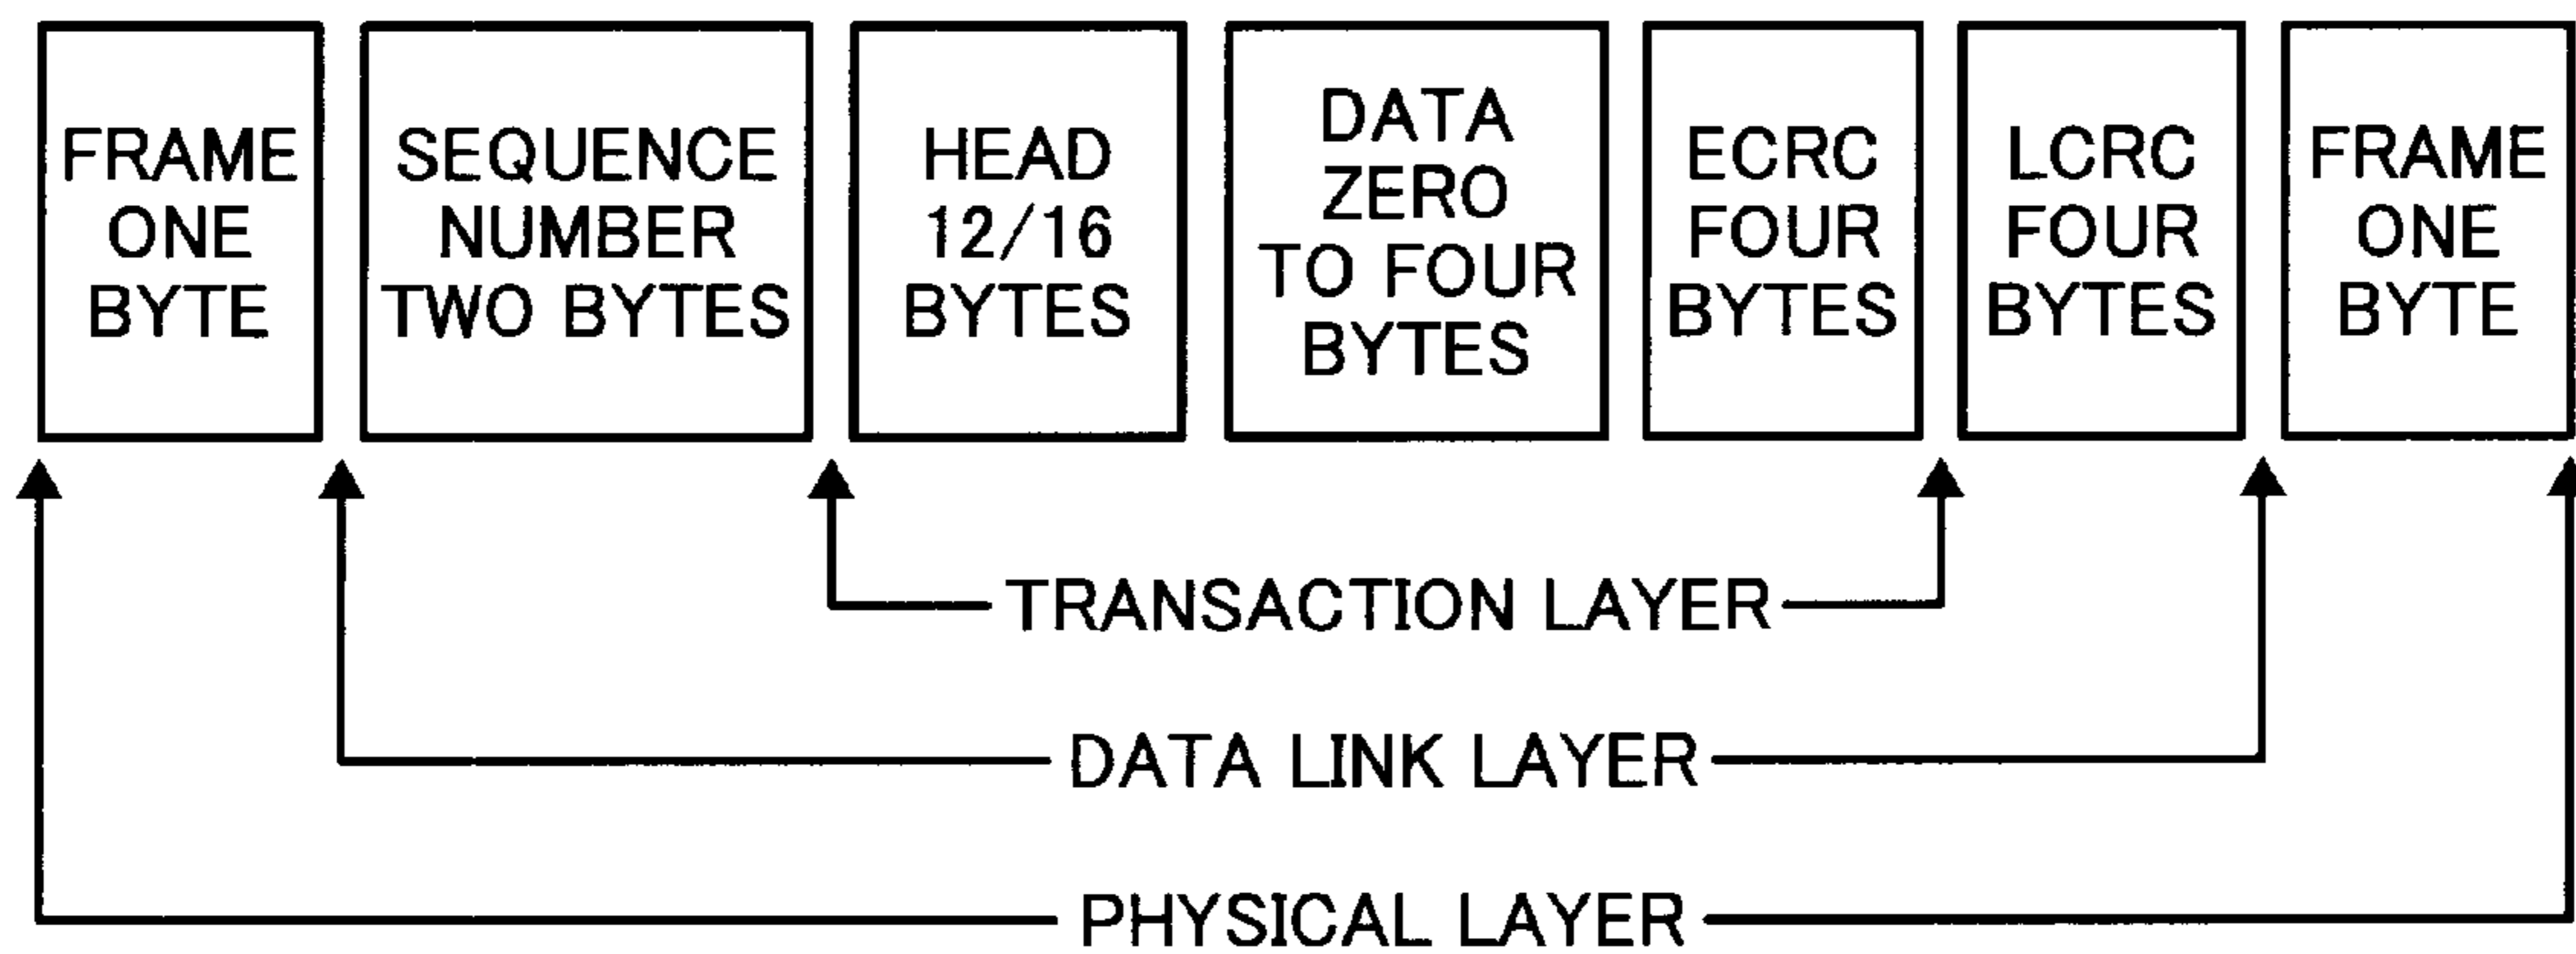 FRAME
ONE
BYTE
SEQUENCE
NUMBER
TWO BYTES
HEAD
12/16
BYTES
DATA
ZERO
TO FOUR
BYTES
ECRC
FOUR
BYTES
LCRC
FOUR
BYTES
FRAME
ONE
BYTE
TRANSACTION LAYER
DATA LINK LAYER
PHYSICAL LAYER